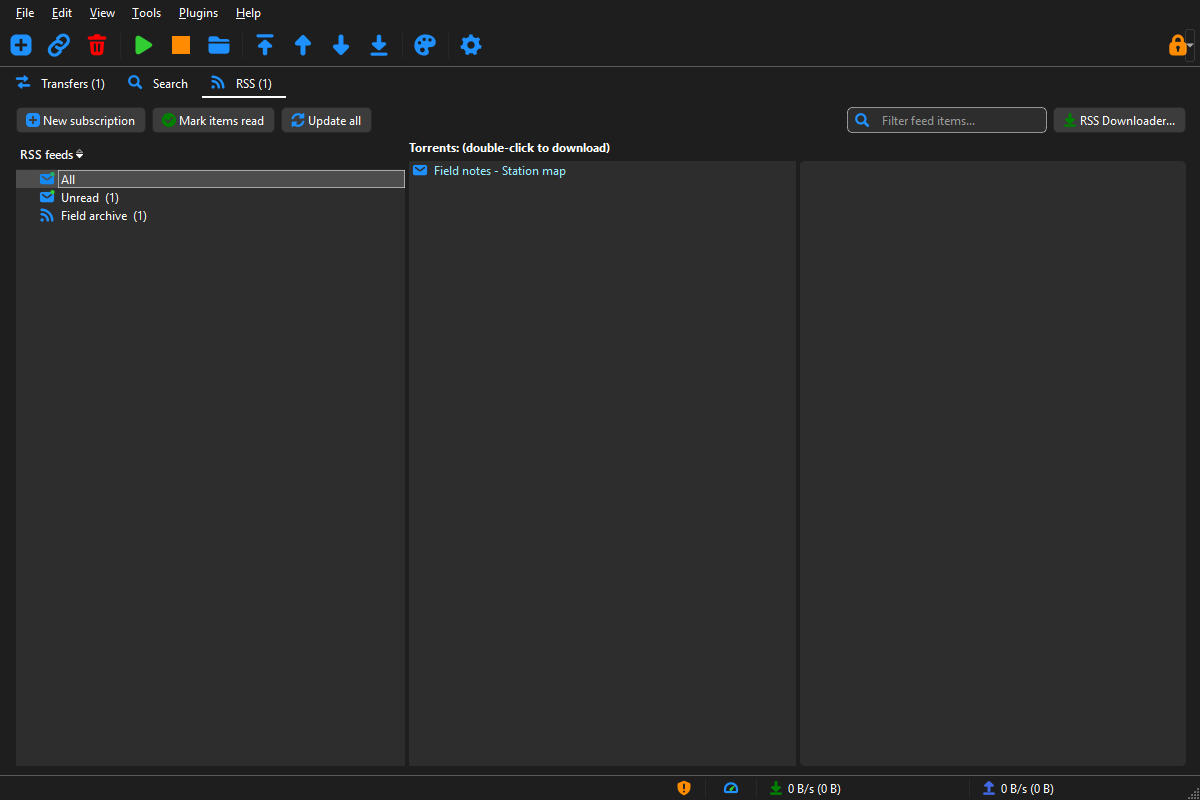 File Edit View Tools Plugins Help
Transfers (1) Search RSS (1)
New subscription Mark items read Update all Filter feed items... RSS Downloader...
RSS feeds
All
Unread (1)
Field archive (1)
Torrents: (double-click to download)
Field notes - Station map
0 B/s (0 B) 0 B/s (0 B)